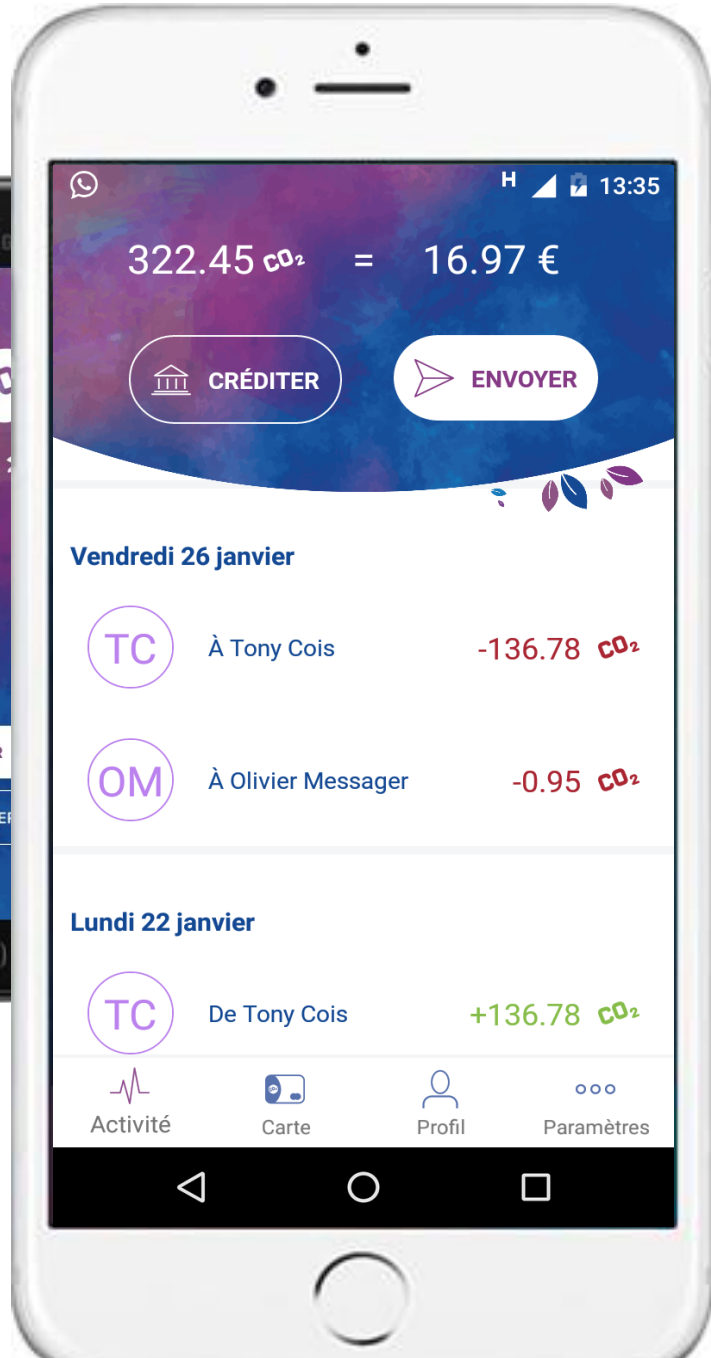 H 13:35
322.45 CO₂ = 16.97 €
CRÉDITER ENVOYER
Vendredi 26 janvier
TC À Tony Cois -136.78 CO₂
OM À Olivier Messager -0.95 CO₂
Lundi 22 janvier
TC De Tony Cois +136.78 CO₂
Activité Carte Profil Paramètres